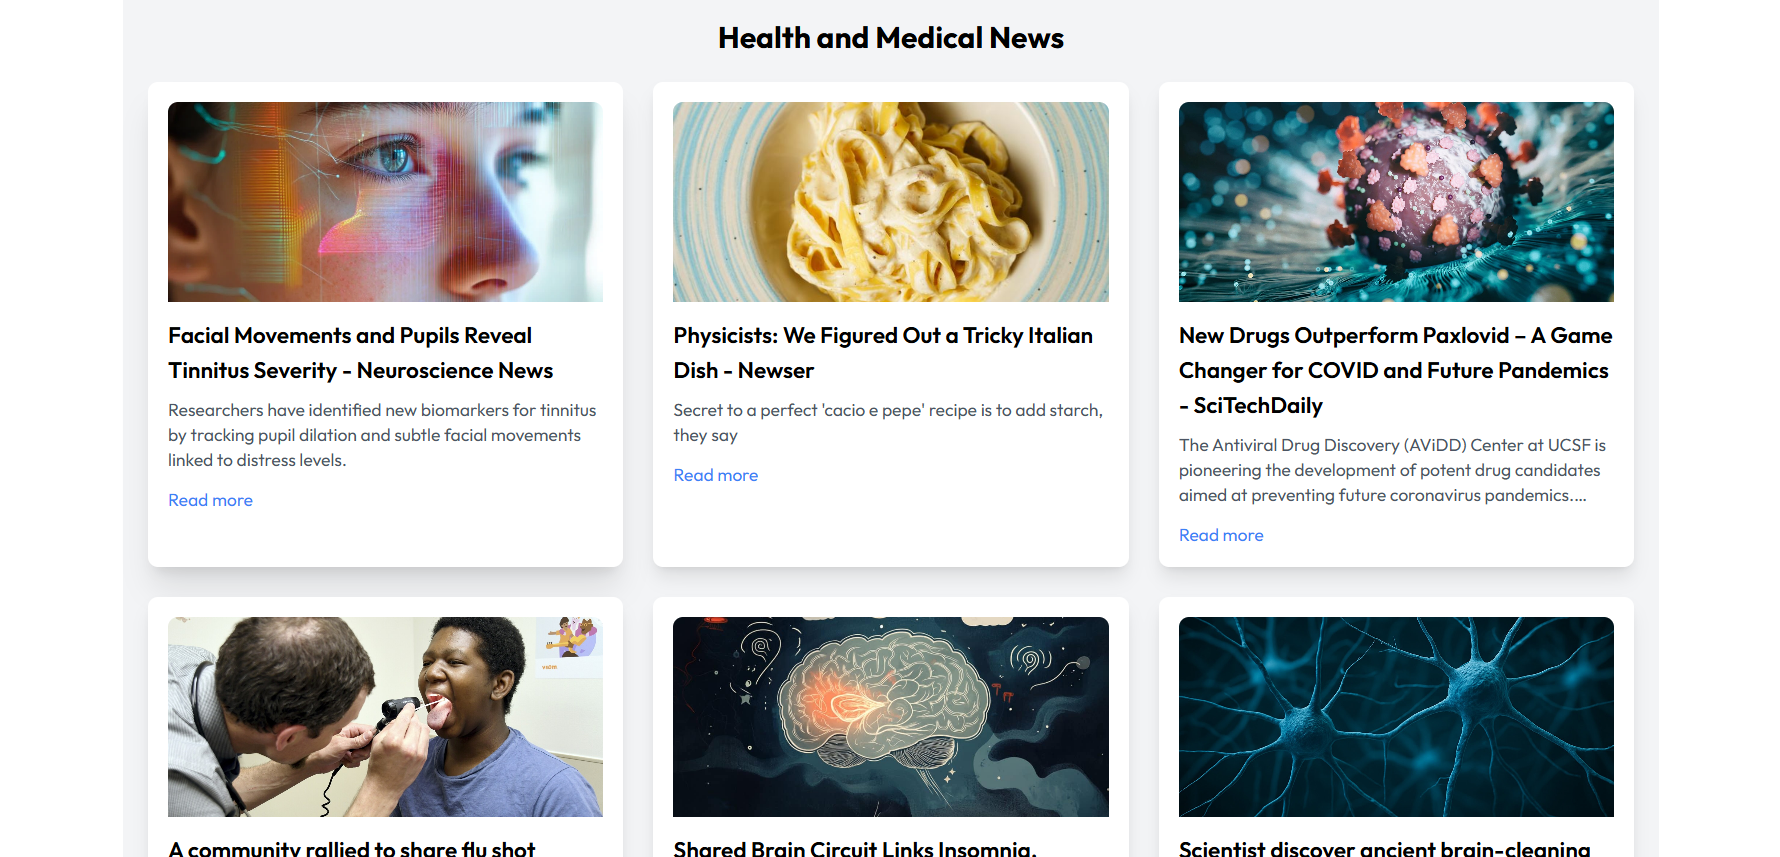 Health and Medical News
Facial Movements and Pupils Reveal
Tinnitus Severity - Neuroscience News
Researchers have identified new biomarkers for tinnitus
by tracking pupil dilation and subtle facial movements
linked to distress levels.
Read more
Physicists: We Figured Out a Tricky Italian
Dish - Newser
Secret to a perfect 'cacio e pepe' recipe is to add starch,
they say
Read more
New Drugs Outperform Paxlovid – A Game
Changer for COVID and Future Pandemics
- SciTechDaily
The Antiviral Drug Discovery (AViDD) Center at UCSF is
pioneering the development of potent drug candidates
aimed at preventing future coronavirus pandemics.…
Read more
A community rallied to share flu shot
Shared Brain Circuit Links Insomnia,
Scientist discover ancient brain-cleaning